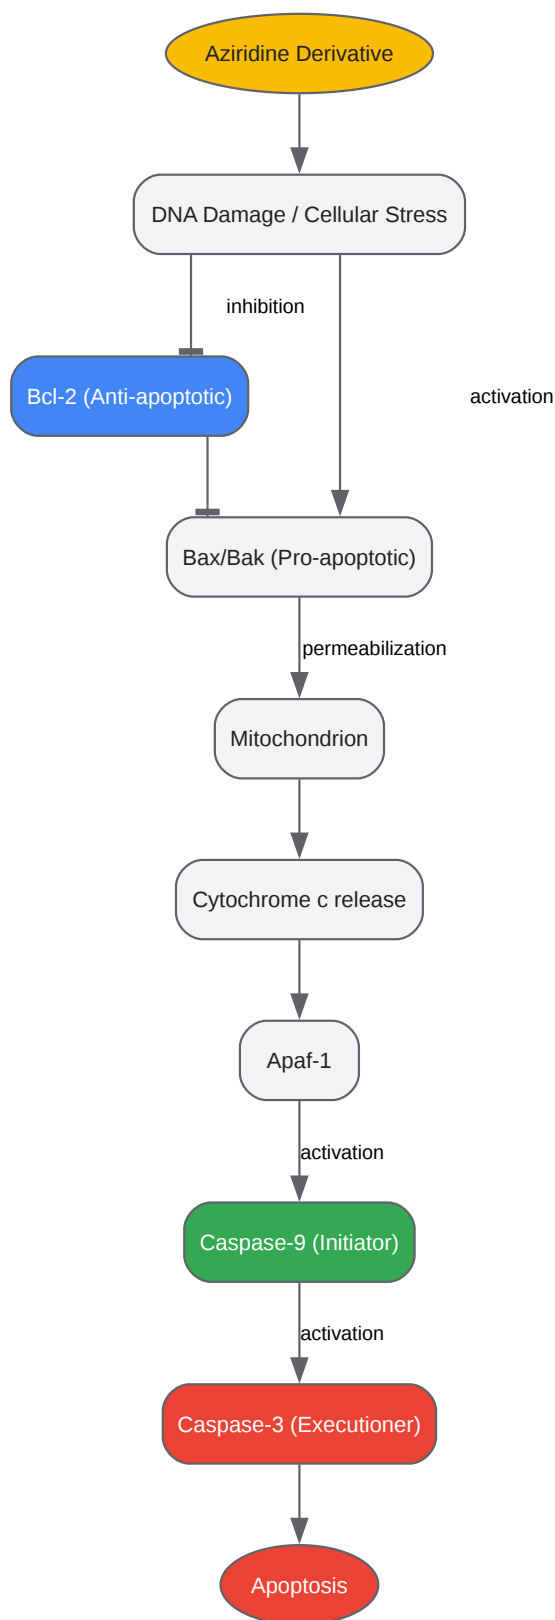 Aziridine Derivative
DNA Damage / Cellular Stress
inhibition
Bcl-2 (Anti-apoptotic)
activation
Bax/Bak (Pro-apoptotic)
permeabilization
Mitochondrion
Cytochrome c release
Apaf-1
activation
Caspase-9 (Initiator)
activation
Caspase-3 (Executioner)
Apoptosis